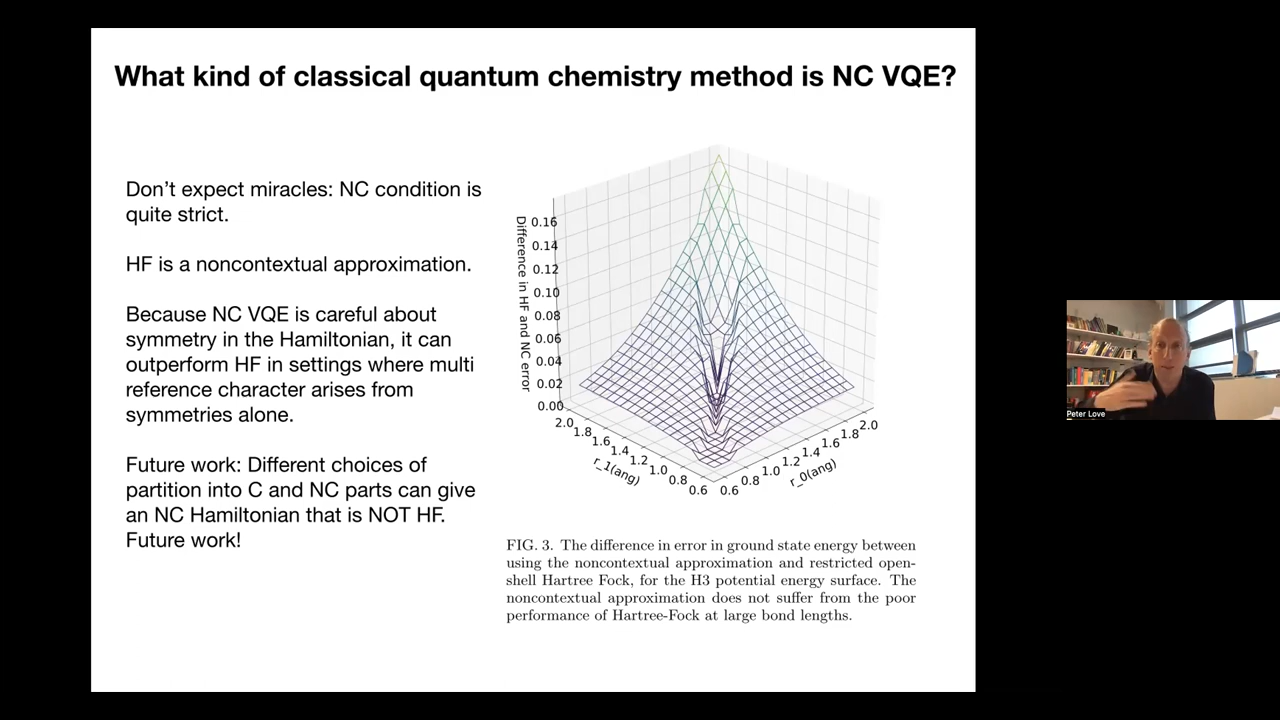 What kind of classical quantum chemistry method is NC VQE?
Don’t expect miracles: NC condition is
quite strict.
HF is a noncontextual approximation.
Because NC VQE is careful about
symmetry in the Hamiltonian, it can
outperform HF in settings where multi
reference character arises from
symmetries alone.
Future work: Different choices of
partition into C and NC parts can give
an NC Hamiltonian that is NOT HF.
Future work!
Difference in HF and NC error
0.16
0.14
0.12
0.10
0.08
0.06
0.04
0.02
0.00
2.0
1.8
1.6
1.4
1.2
1.0
0.8
0.6
r_1(ang)
0.6
0.8
1.0
1.2
1.4
1.6
1.8
2.0
r_0(ang)
FIG. 3. The difference in error in ground state energy between
using the noncontextual approximation and restricted open-
shell Hartree Fock, for the H3 potential energy surface. The
noncontextual approximation does not suffer from the poor
performance of Hartree-Fock at large bond lengths.
Peter Love